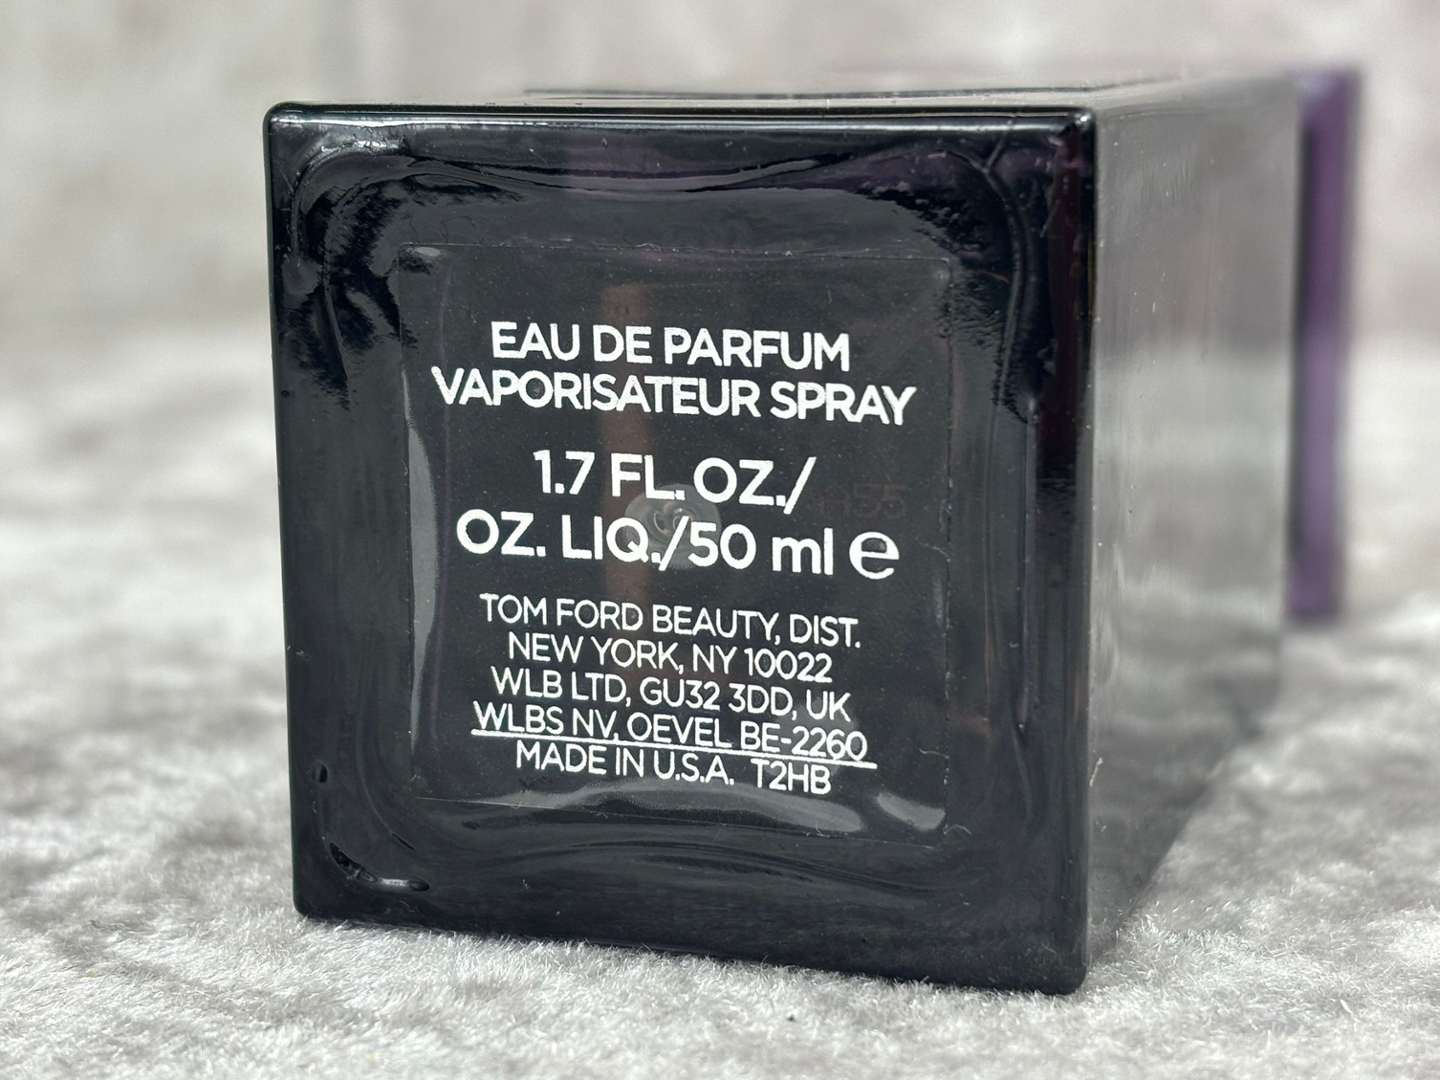 EAU DE PARFUM
VAPORISATEUR SPRAY
1.7 FL. OZ./
OZ. LIQ./50 ml e
TOM FORD BEAUTY, DIST.
NEW YORK, NY 10022
WLB LTD, GU32 3DD, UK
WLBS NV, OEVEL BE-2260
MADE IN U.S.A. T2HB